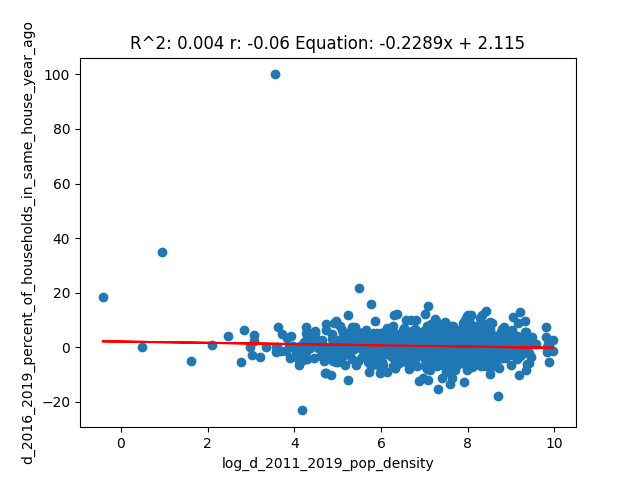 R^2: 0.004 r: -0.06 Equation: -0.2289x + 2.115
d_2016_2019_percent_of_households_in_same_house_year_ago
100
80
60
40
20
0
−20
0 2 4 6 8 10
log_d_2011_2019_pop_density